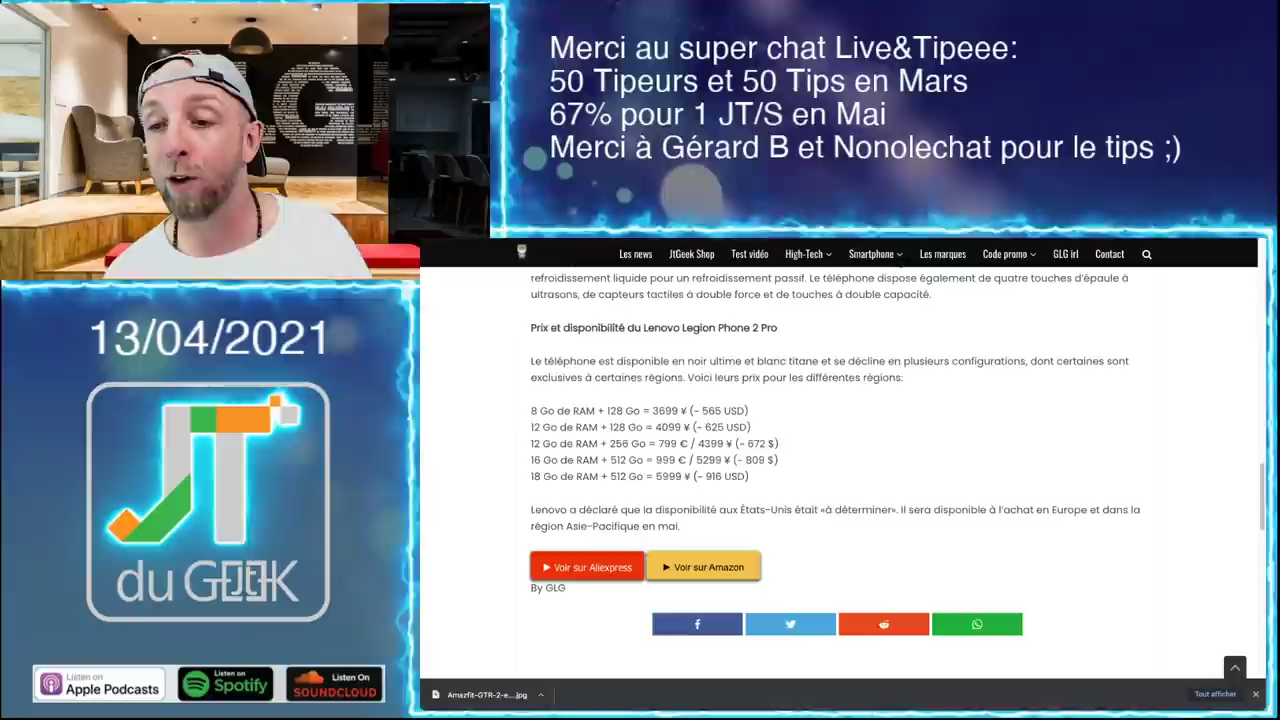 Merci au super chat Live&Tipeee:
50 Tipeurs et 50 Tips en Mars
67% pour 1 JT/S en Mai
Merci à Gérard B et Nonolechat pour le tips ;)
13/04/2021
JT
du GEEK
Listen on
Apple Podcasts
Listen on
Spotify
Listen On
SOUNDCLOUD
Les news JtGeek Shop Test vidéo High-Tech Smartphone Les marques Code promo GLG irl Contact
refroidissement liquide pour un refroidissement passif. Le téléphone dispose également de quatre touches d'épaule à
ultrasons, de capteurs tactiles à double force et de touches à double capacité.
Prix et disponibilité du Lenovo Legion Phone 2 Pro
Le téléphone est disponible en noir ultime et blanc titane et se décline en plusieurs configurations, dont certaines sont
exclusives à certaines régions. Voici leurs prix pour les différentes régions:
8 Go de RAM + 128 Go = 3699 ¥ (~ 565 USD)
12 Go de RAM + 128 Go = 4099 ¥ (~ 625 USD)
12 Go de RAM + 256 Go = 799 € / 4399 ¥ (~ 672 $)
16 Go de RAM + 512 Go = 999 € / 5299 ¥ (~ 809 $)
18 Go de RAM + 512 Go = 5999 ¥ (~ 916 USD)
Lenovo a déclaré que la disponibilité aux États-Unis était «à déterminer». Il sera disponible à l'achat en Europe et dans la
région Asie-Pacifique en mai.
Voir sur Aliexpress
Voir sur Amazon
By GLG
Amazfit-GTR-2-e....jpg
Tout afficher